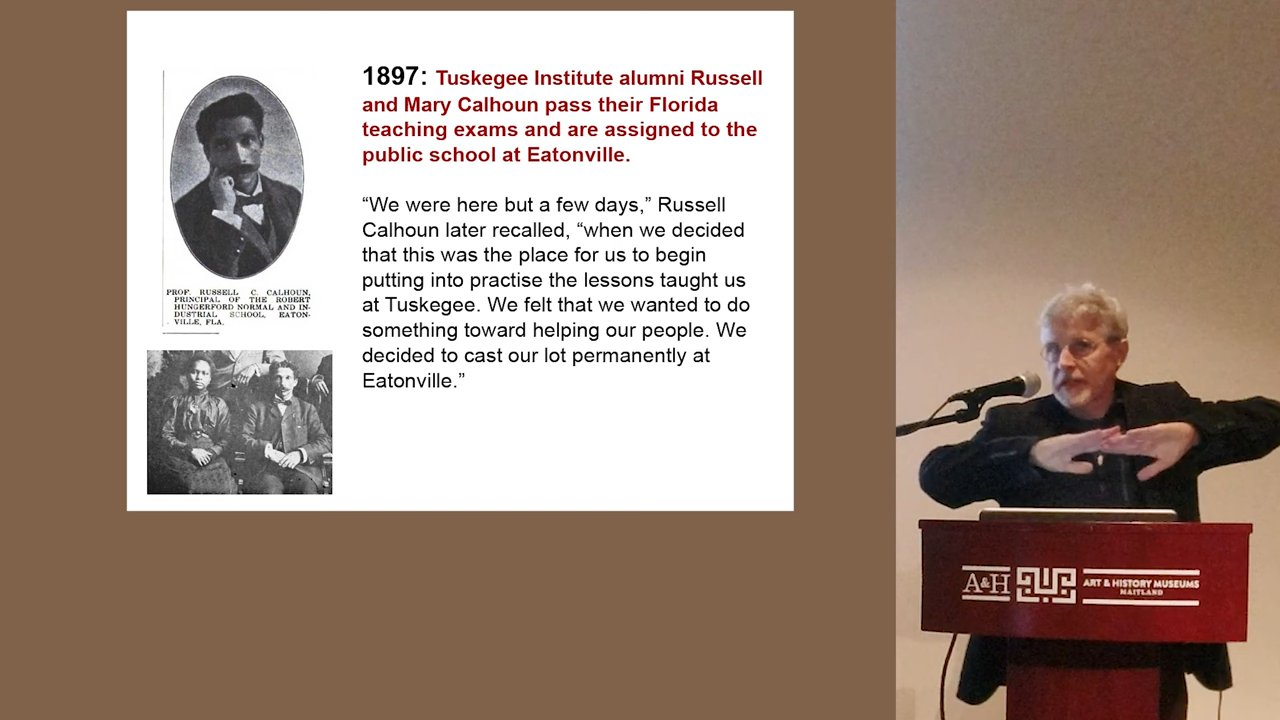 1897: Tuskegee Institute alumni Russell
and Mary Calhoun pass their Florida
teaching exams and are assigned to the
public school at Eatonville.
“We were here but a few days,” Russell
Calhoun later recalled, “when we decided
that this was the place for us to begin
putting into practise the lessons taught us
at Tuskegee. We felt that we wanted to do
something toward helping our people. We
decided to cast our lot permanently at
Eatonville.”
PROF. RUSSELL C. CALHOUN,
PRINCIPAL OF THE ROBERT
HUNGERFORD NORMAL AND IN-
DUSTRIAL SCHOOL, EATON-
VILLE, FLA.
A&H
ART & HISTORY MUSEUMS
MAITLAND